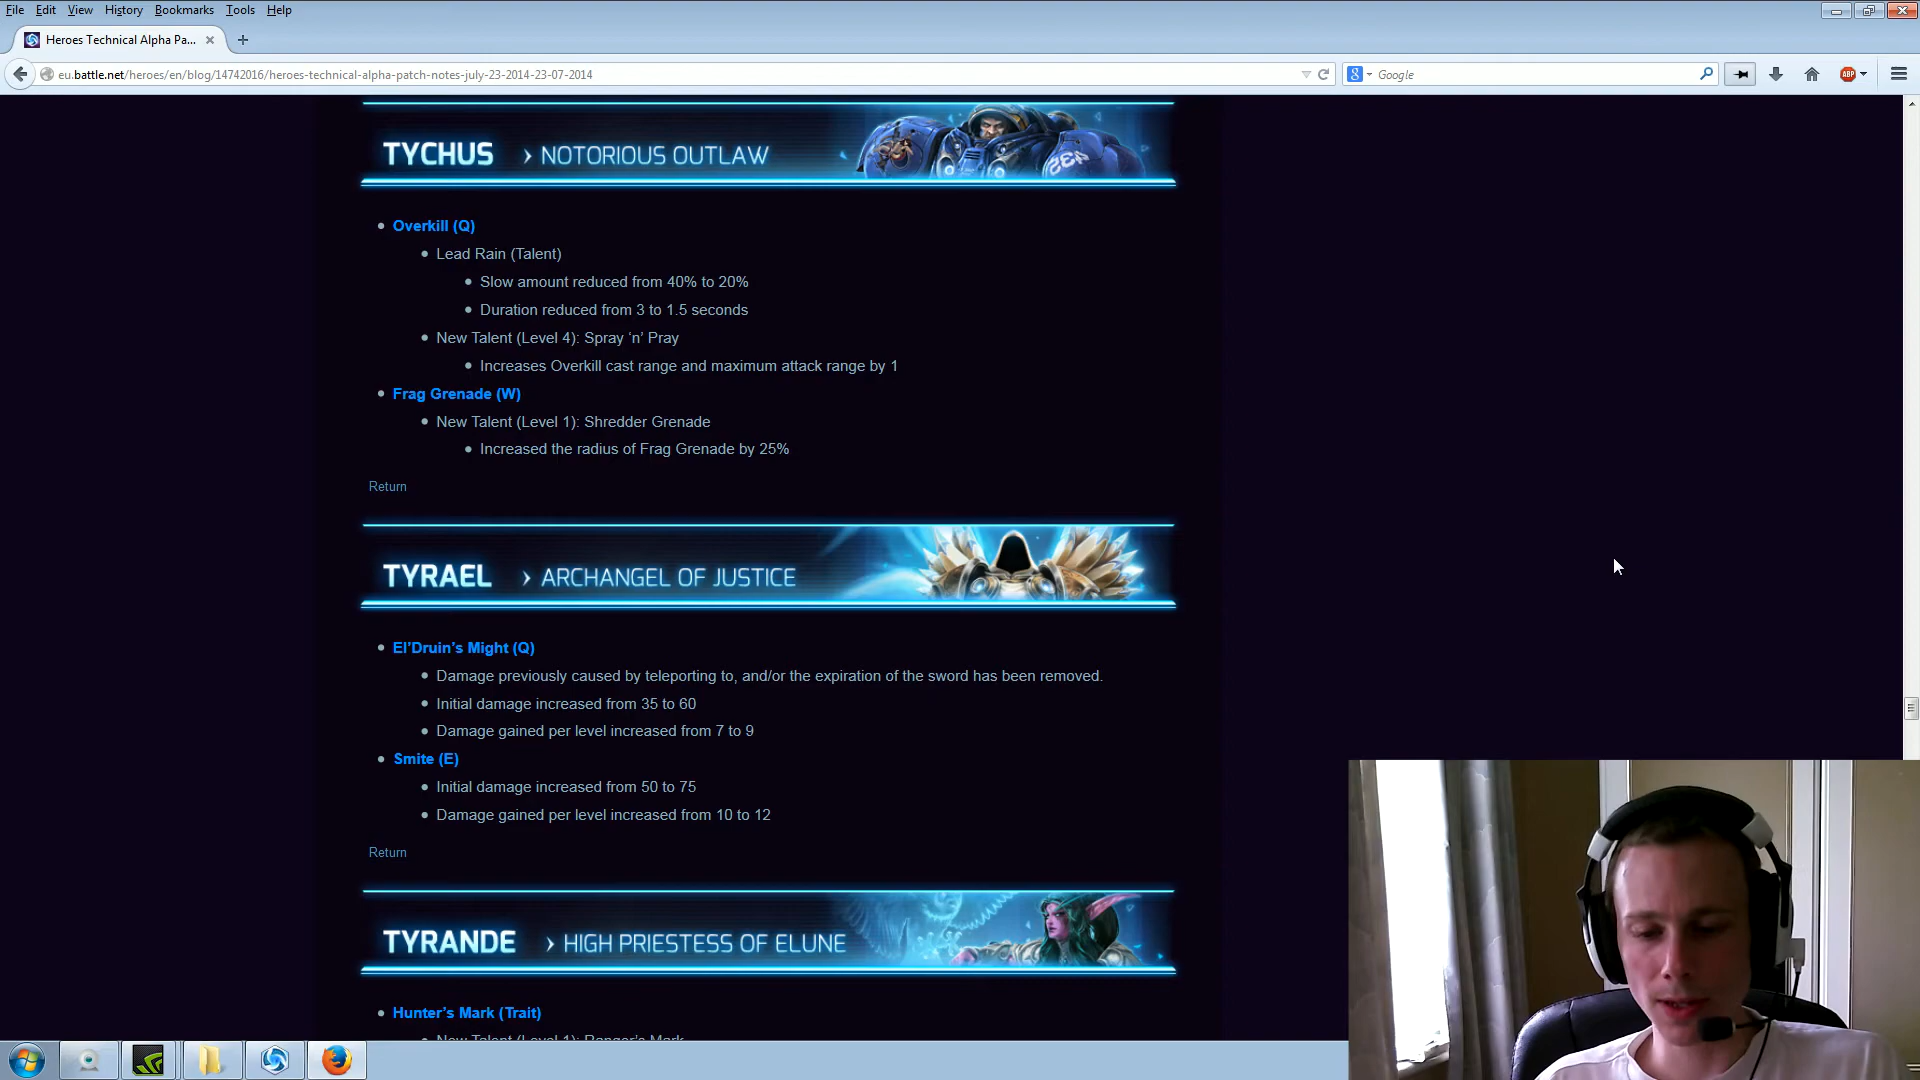 File Edit View History Bookmarks Tools Help
Heroes Technical Alpha Pa...
eu.battle.net/heroes/en/blog/14742016/heroes-technical-alpha-patch-notes-july-23-2014-23-07-2014
Google
ABP
TYCHUS › NOTORIOUS OUTLAW
Overkill (Q)
Lead Rain (Talent)
Slow amount reduced from 40% to 20%
Duration reduced from 3 to 1.5 seconds
New Talent (Level 4): Spray ‘n’ Pray
Increases Overkill cast range and maximum attack range by 1
Frag Grenade (W)
New Talent (Level 1): Shredder Grenade
Increased the radius of Frag Grenade by 25%
Return
TYRAEL › ARCHANGEL OF JUSTICE
El’Druin’s Might (Q)
Damage previously caused by teleporting to, and/or the expiration of the sword has been removed.
Initial damage increased from 35 to 60
Damage gained per level increased from 7 to 9
Smite (E)
Initial damage increased from 50 to 75
Damage gained per level increased from 10 to 12
Return
TYRANDE › HIGH PRIESTESS OF ELUNE
Hunter’s Mark (Trait)
New Talent (Level 1): Ranger’s Mark